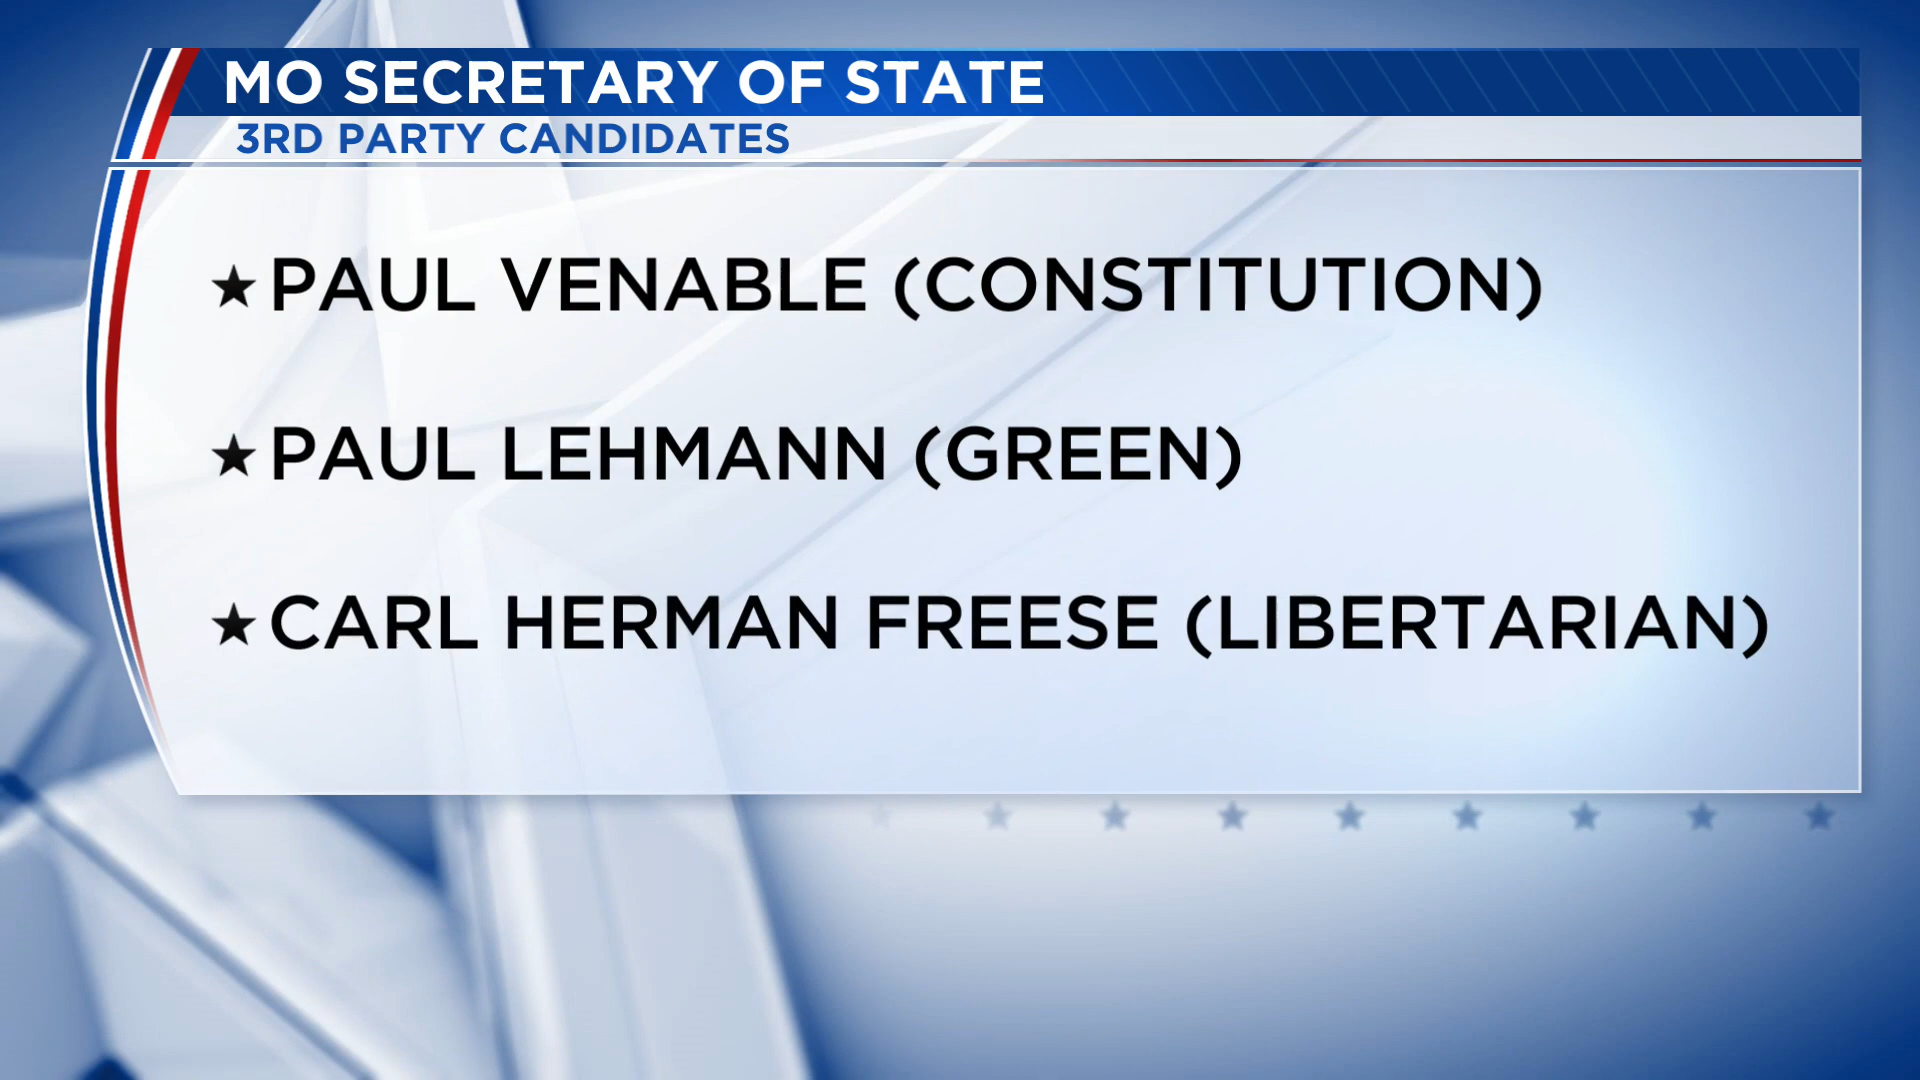 MO SECRETARY OF STATE
3RD PARTY CANDIDATES
★PAUL VENABLE (CONSTITUTION)
★PAUL LEHMANN (GREEN)
★CARL HERMAN FREESE (LIBERTARIAN)